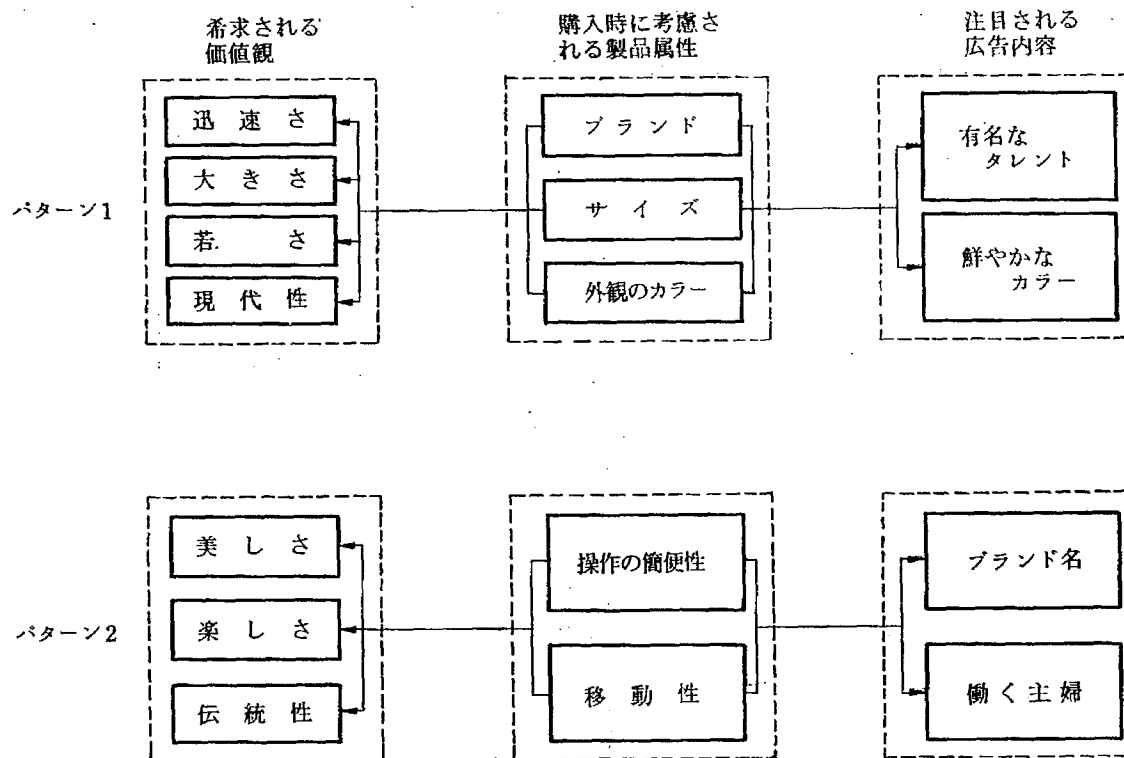 希求される
価値観
購入時に考慮さ
れる製品属性
注目される
広告内容
パターン1
迅速さ
大きさ
若さ
現代性
ブランド
サイズ
外観のカラー
有名な
タレント
鮮やかな
カラー
パターン2
美しさ
楽しさ
伝統性
操作の簡便性
移動性
ブランド名
働く主婦